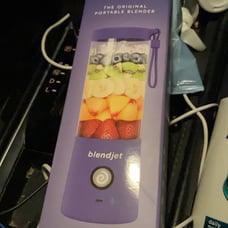 THE ORIGINAL
PORTABLE BLENDER
blendjet
daily